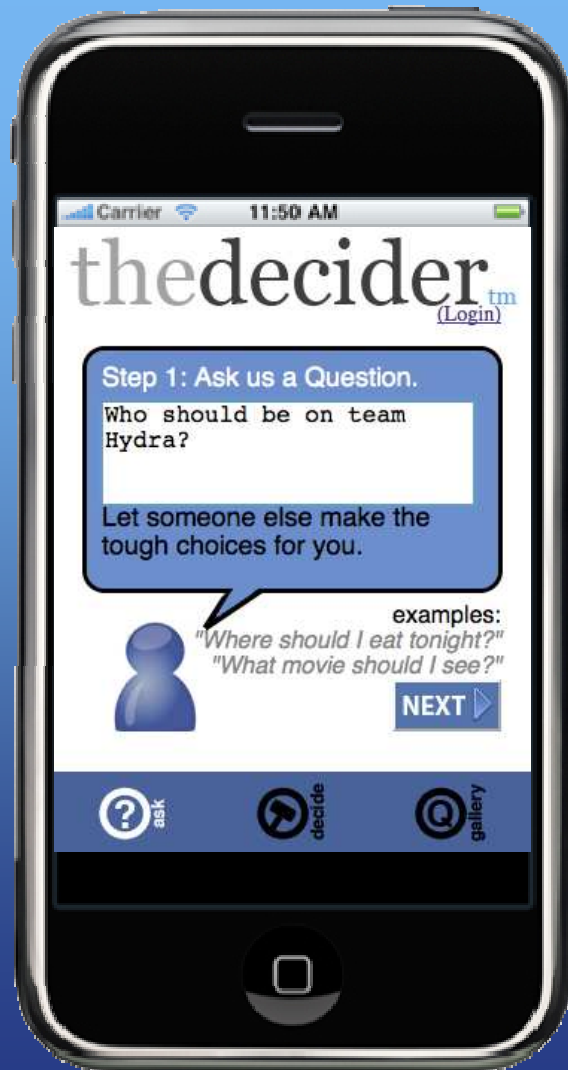 Carrier 11:50 AM
thedecider tm
(Login)
Step 1: Ask us a Question.
Who should be on team
Hydra?
Let someone else make the
tough choices for you.
examples:
"Where should I eat tonight?"
"What movie should I see?"
NEXT
ask decide gallery